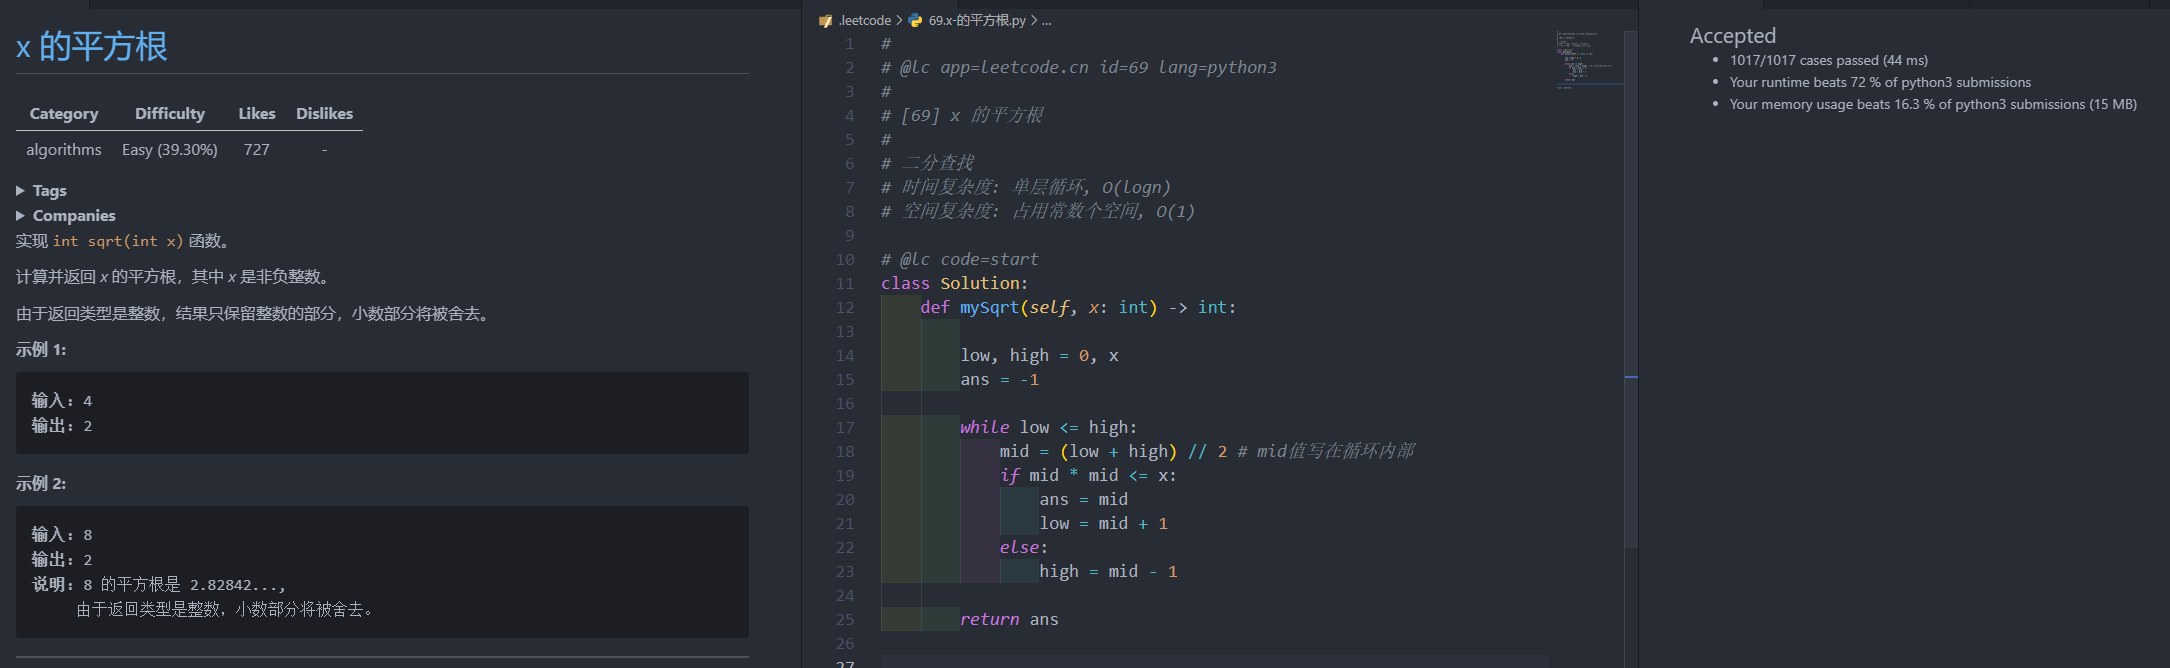 x 的平方根
Category Difficulty Likes Dislikes
algorithms Easy (39.30%) 727 -
Tags
Companies
实现 int sqrt(int x) 函数。
计算并返回 x 的平方根，其中 x 是非负整数。
由于返回类型是整数，结果只保留整数的部分，小数部分将被舍去。
示例 1:
输入: 4
输出: 2
示例 2:
输入: 8
输出: 2
说明: 8 的平方根是 2.82842...,
由于返回类型是整数，小数部分将被舍去。
.leetcode > 69.x-的平方根.py > ...
1 #
2 # @lc app=leetcode.cn id=69 lang=python3
3 #
4 # [69] x 的平方根
5 #
6 # 二分查找
7 # 时间复杂度: 单层循环, O(logn)
8 # 空间复杂度: 占用常数个空间, O(1)
9
10 # @lc code=start
11 class Solution:
12     def mySqrt(self, x: int) -> int:
13
14         low, high = 0, x
15         ans = -1
16
17         while low <= high:
18             mid = (low + high) // 2 # mid值写在循环内部
19             if mid * mid <= x:
20                 ans = mid
21                 low = mid + 1
22             else:
23                 high = mid - 1
24
25         return ans
26
27
Accepted
• 1017/1017 cases passed (44 ms)
• Your runtime beats 72 % of python3 submissions
• Your memory usage beats 16.3 % of python3 submissions (15 MB)